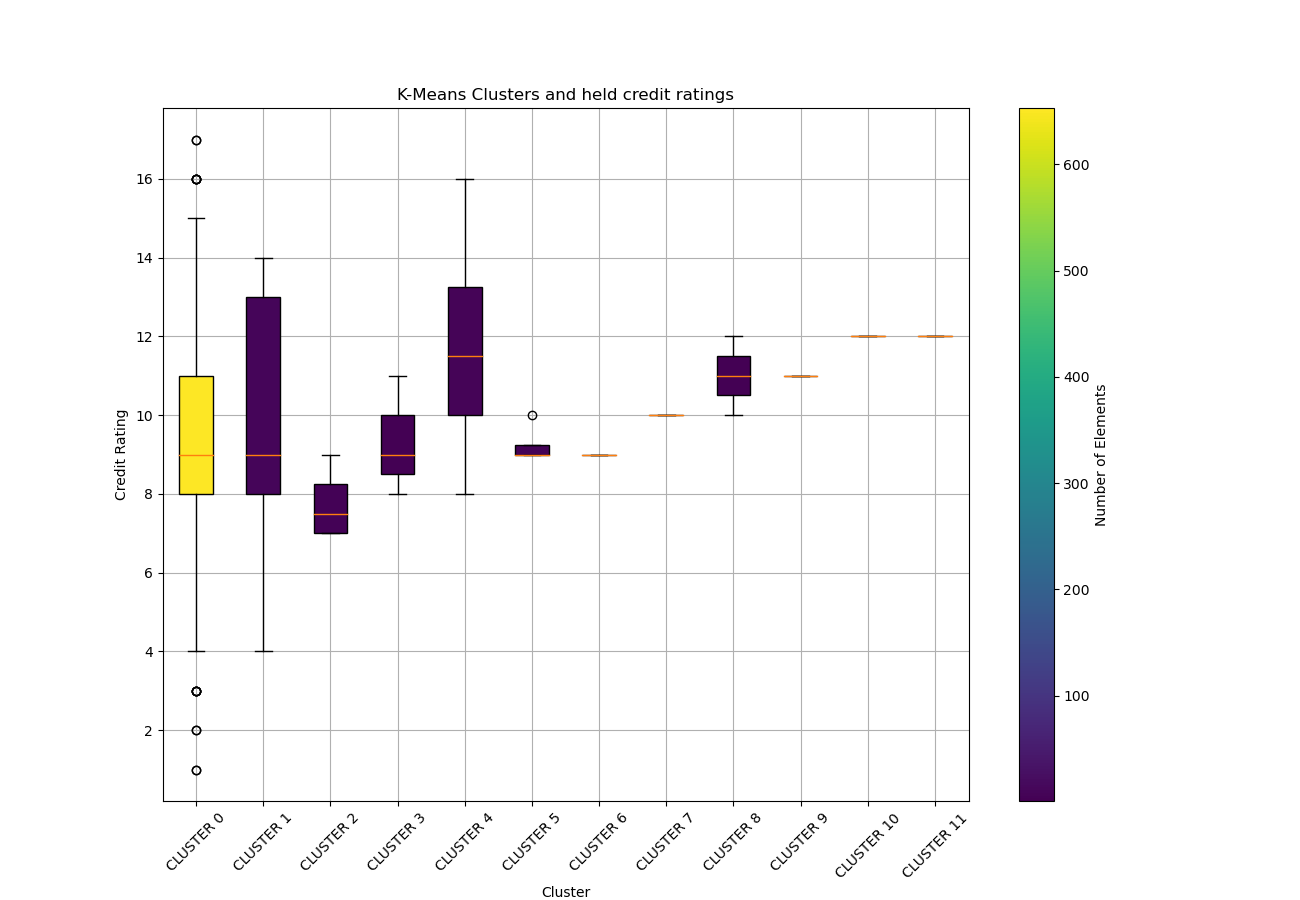 K-Means Clusters and held credit ratings
Credit Rating
16
14
12
10
8
6
4
2
CLUSTER 0
CLUSTER 1
CLUSTER 2
CLUSTER 3
CLUSTER 4
CLUSTER 5
CLUSTER 6
CLUSTER 7
CLUSTER 8
CLUSTER 9
CLUSTER 10
CLUSTER 11
Cluster
600
500
400
300
200
100
Number of Elements